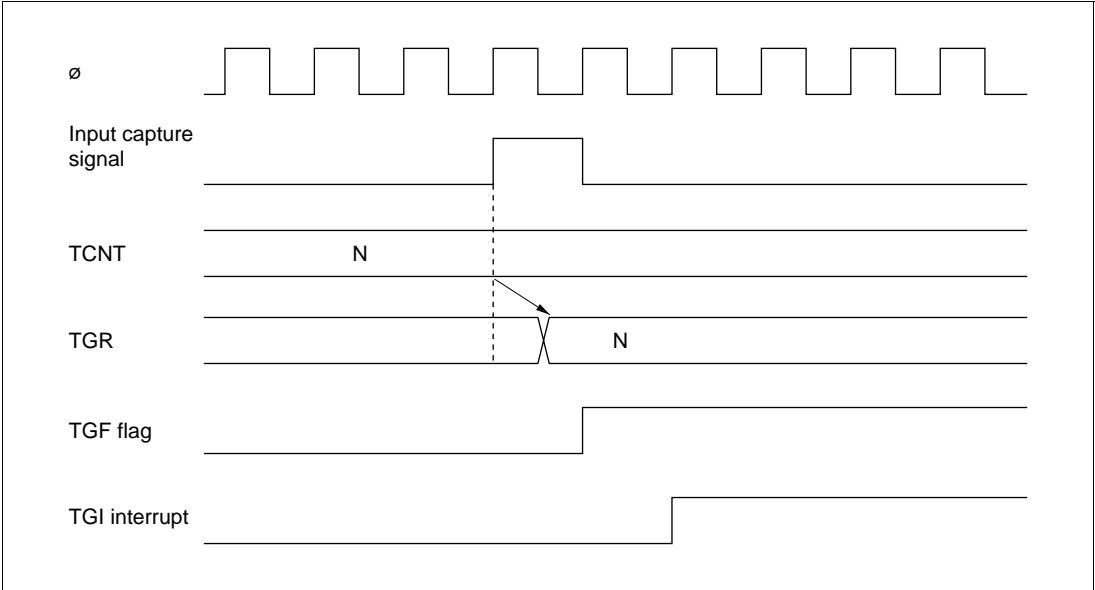 ø
Input capture
signal
TCNT
N
TGR
N
TGF flag
TGI interrupt